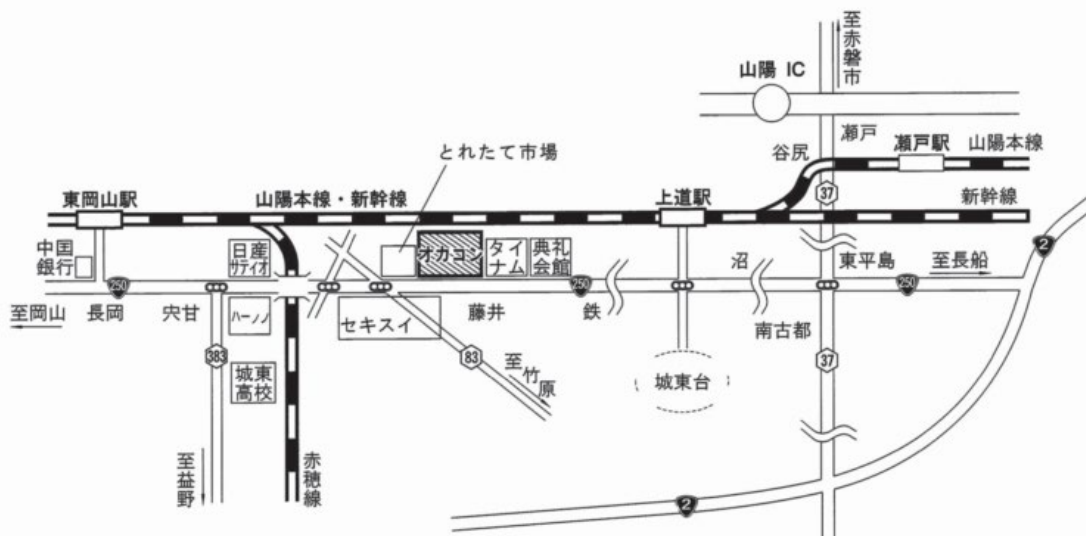 至赤磐市
山陽 IC
瀬戸
谷尻
瀬戸駅
山陽本線
とれたて市場
37
東岡山駅
山陽本線・新幹線
上道駅
新幹線
中国
銀行
日産
サティオ
オカコン
タイ
ナム
典礼
会館
沼
東平島
至長船
2
250
250
250
至岡山
長岡
宍甘
ハーノノ
セキスイ
藤井
鉄
南古都
383
83
37
城東
高校
至竹原
城東台
至益野
赤穂線
2